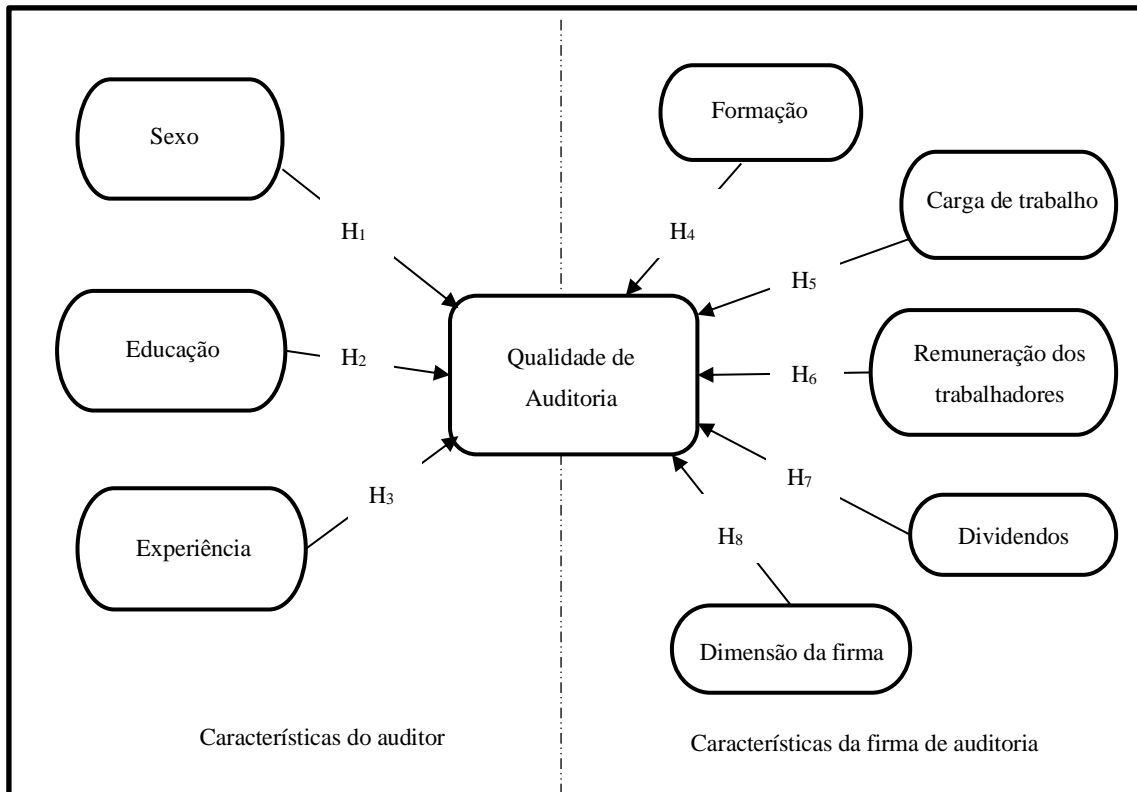 Sexo
H1
Educação
H2
Experiência
H3
Qualidade de
Auditoria
Formação
H4
Carga de trabalho
H5
Remuneração dos
trabalhadores
H6
Dividendos
H7
Dimensão da firma
H8
Características do auditor
Características da firma de auditoria